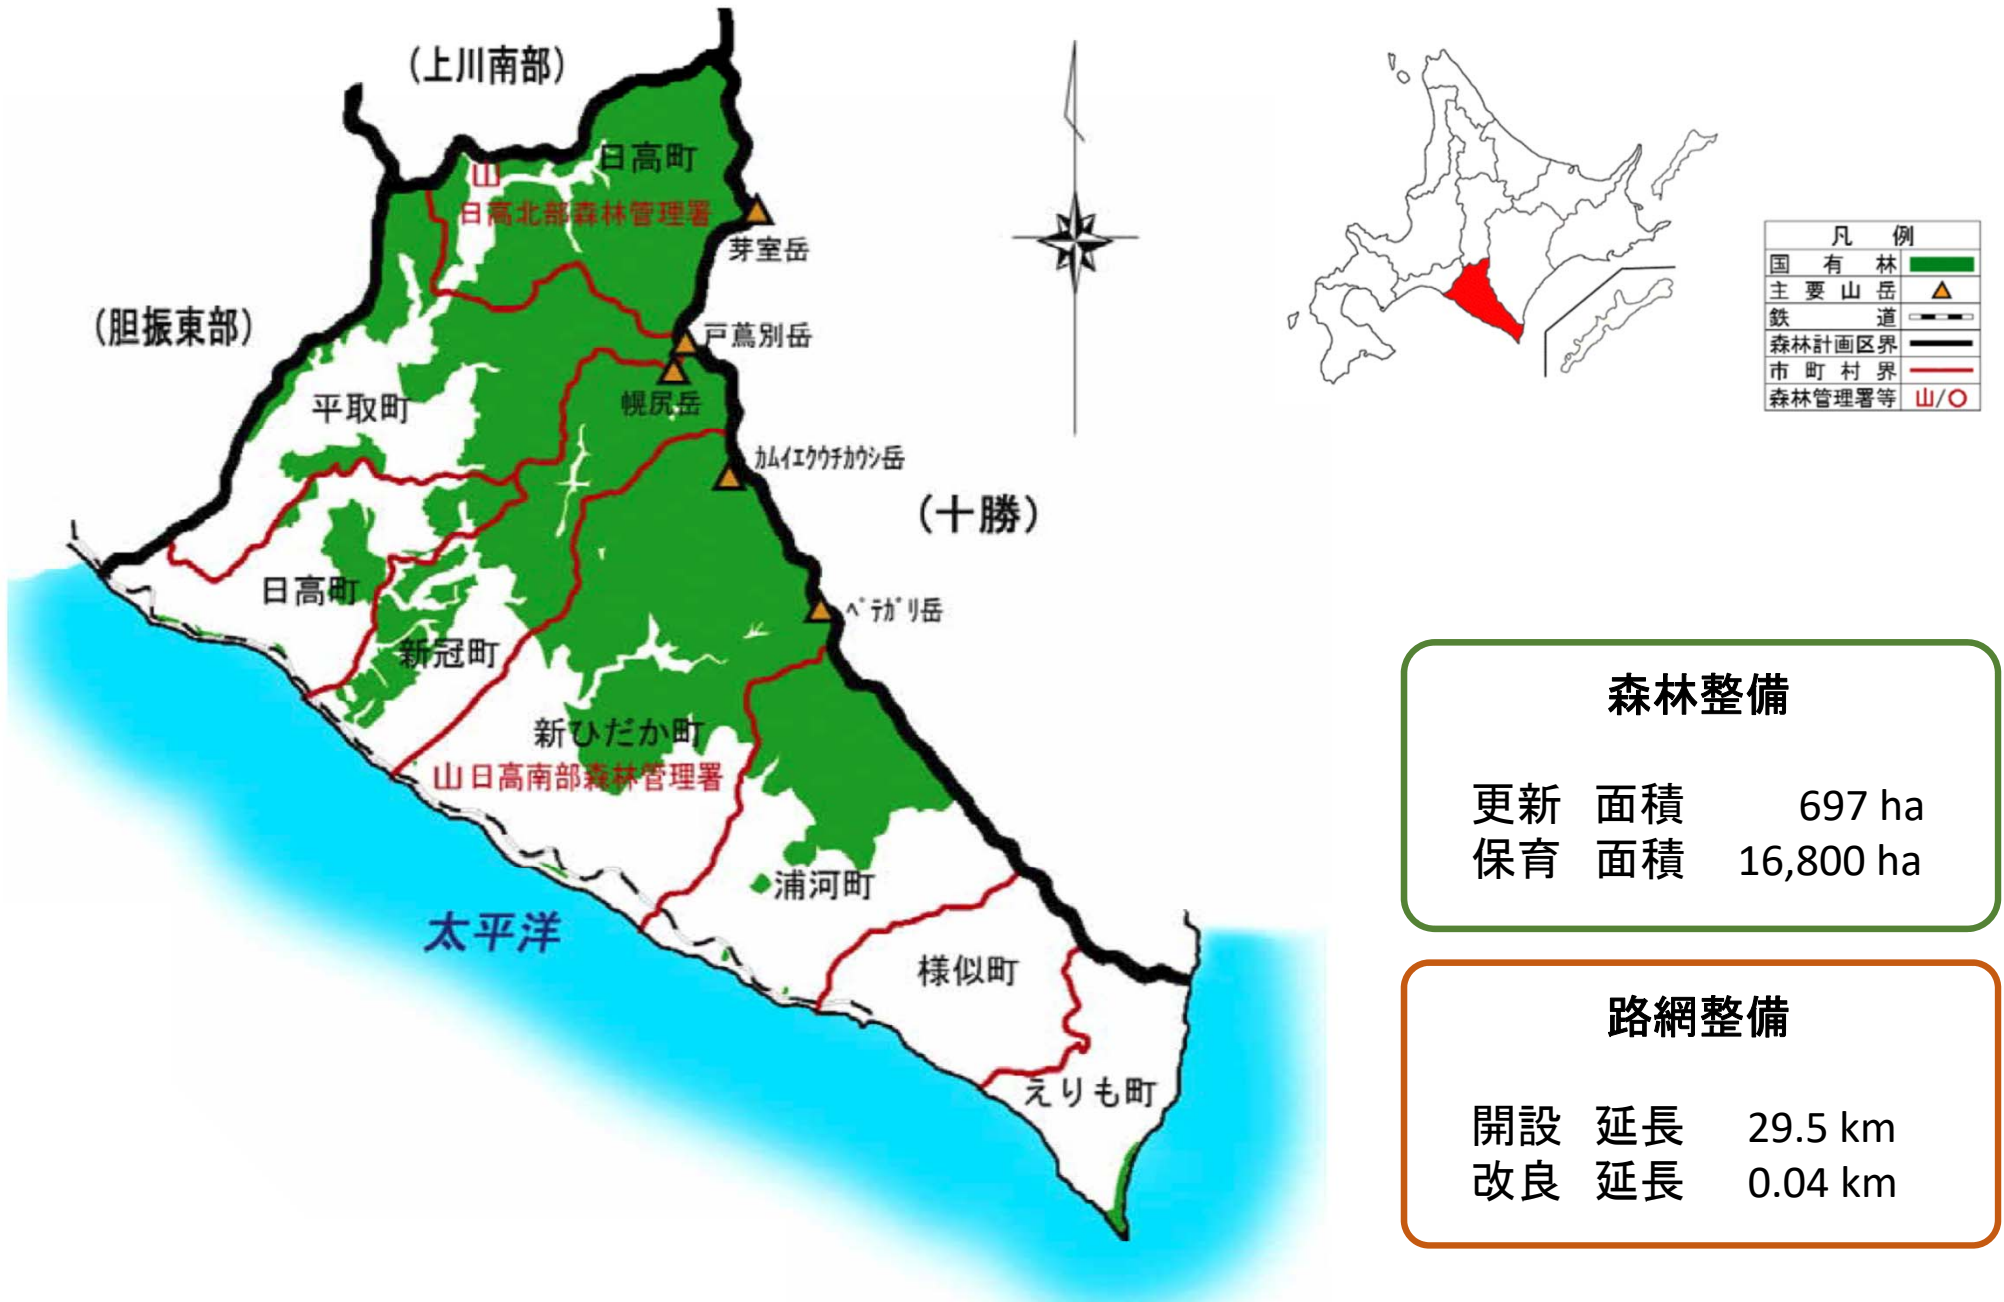 (上川南部)
日高町
山
日高北部森林管理署
芽室岳
(胆振東部)
戸蔦別岳
幌尻岳
平取町
カムイエクウチカウシ岳
(十勝)
日高町
ペテガリ岳
新冠町
新ひだか町
山日高南部森林管理署
浦河町
太平洋
様似町
えりも町
凡 例
国有林
主要山岳
鉄道
森林計画区界
市町村界
森林管理署等 山/○
森林整備
更新 面積 697 ha
保育 面積 16,800 ha
路網整備
開設 延長 29.5 km
改良 延長 0.04 km